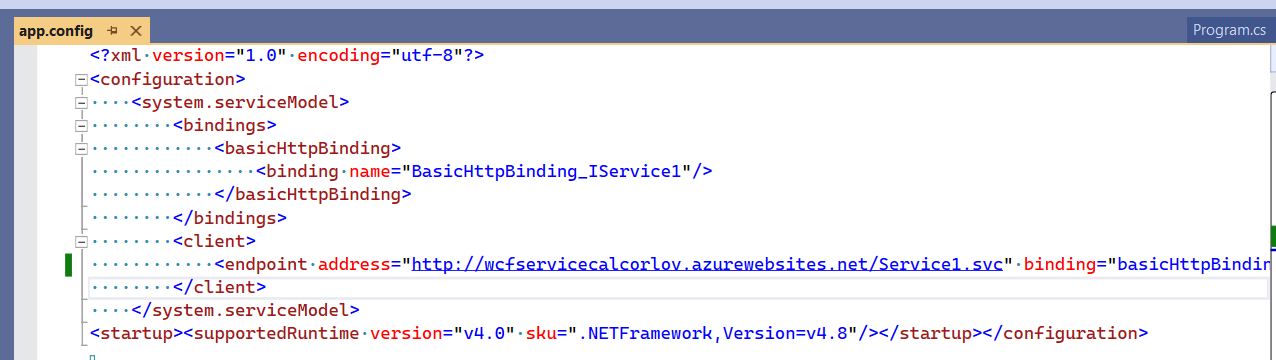 app.config
Program.cs
<?xml version="1.0" encoding="utf-8"?>
<configuration>
    <system.serviceModel>
        <bindings>
            <basicHttpBinding>
                <binding name="BasicHttpBinding_IService1"/>
            </basicHttpBinding>
        </bindings>
        <client>
            <endpoint address="http://wcfservicecalcorlov.azurewebsites.net/Service1.svc" binding="basicHttpBindin
        </client>
    </system.serviceModel>
<startup><supportedRuntime version="v4.0" sku=".NETFramework,Version=v4.8"/></startup></configuration>